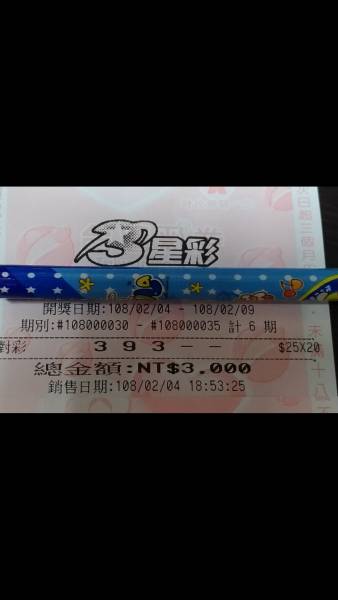 3星彩
開獎日期:108/02/04 - 108/02/09
期別:#108000030 - #108000035 計 6 期
對彩 3 9 3 - - $25X20
總金額:NT$3,000
銷售日期:108/02/04 18:53:25